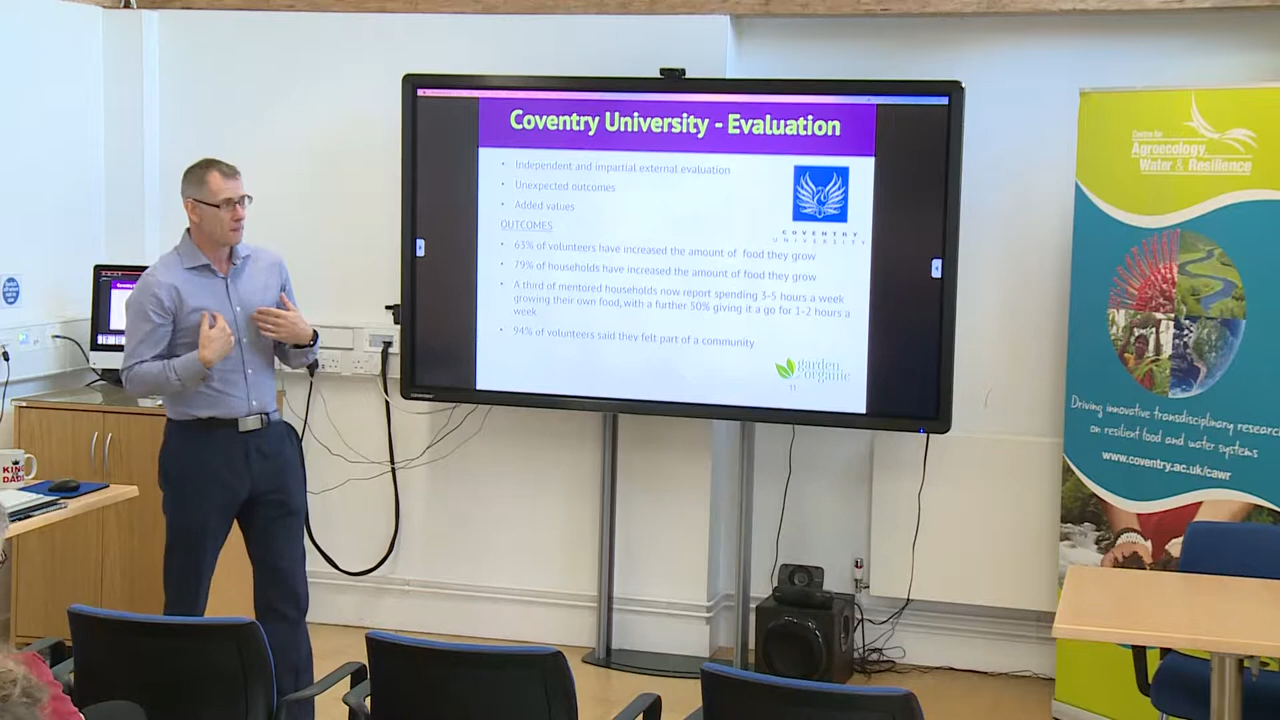 Coventry University - Evaluation
Independent and impartial external evaluation
Unexpected outcomes
Added values
OUTCOMES
63% of volunteers have increased the amount of food they grow
79% of households have increased the amount of food they grow
A third of mentored households now report spending 3-5 hours a week
growing their own food, with a further 50% giving it a go for 1-2 hours a
week
94% of volunteers said they felt part of a community
COVENTRY
UNIVERSITY
garden
organic
11
Centre for
Agroecology,
Water & Resilience
Driving innovative transdisciplinary research
on resilient food and water systems
www.coventry.ac.uk/cawr
KING
DADS